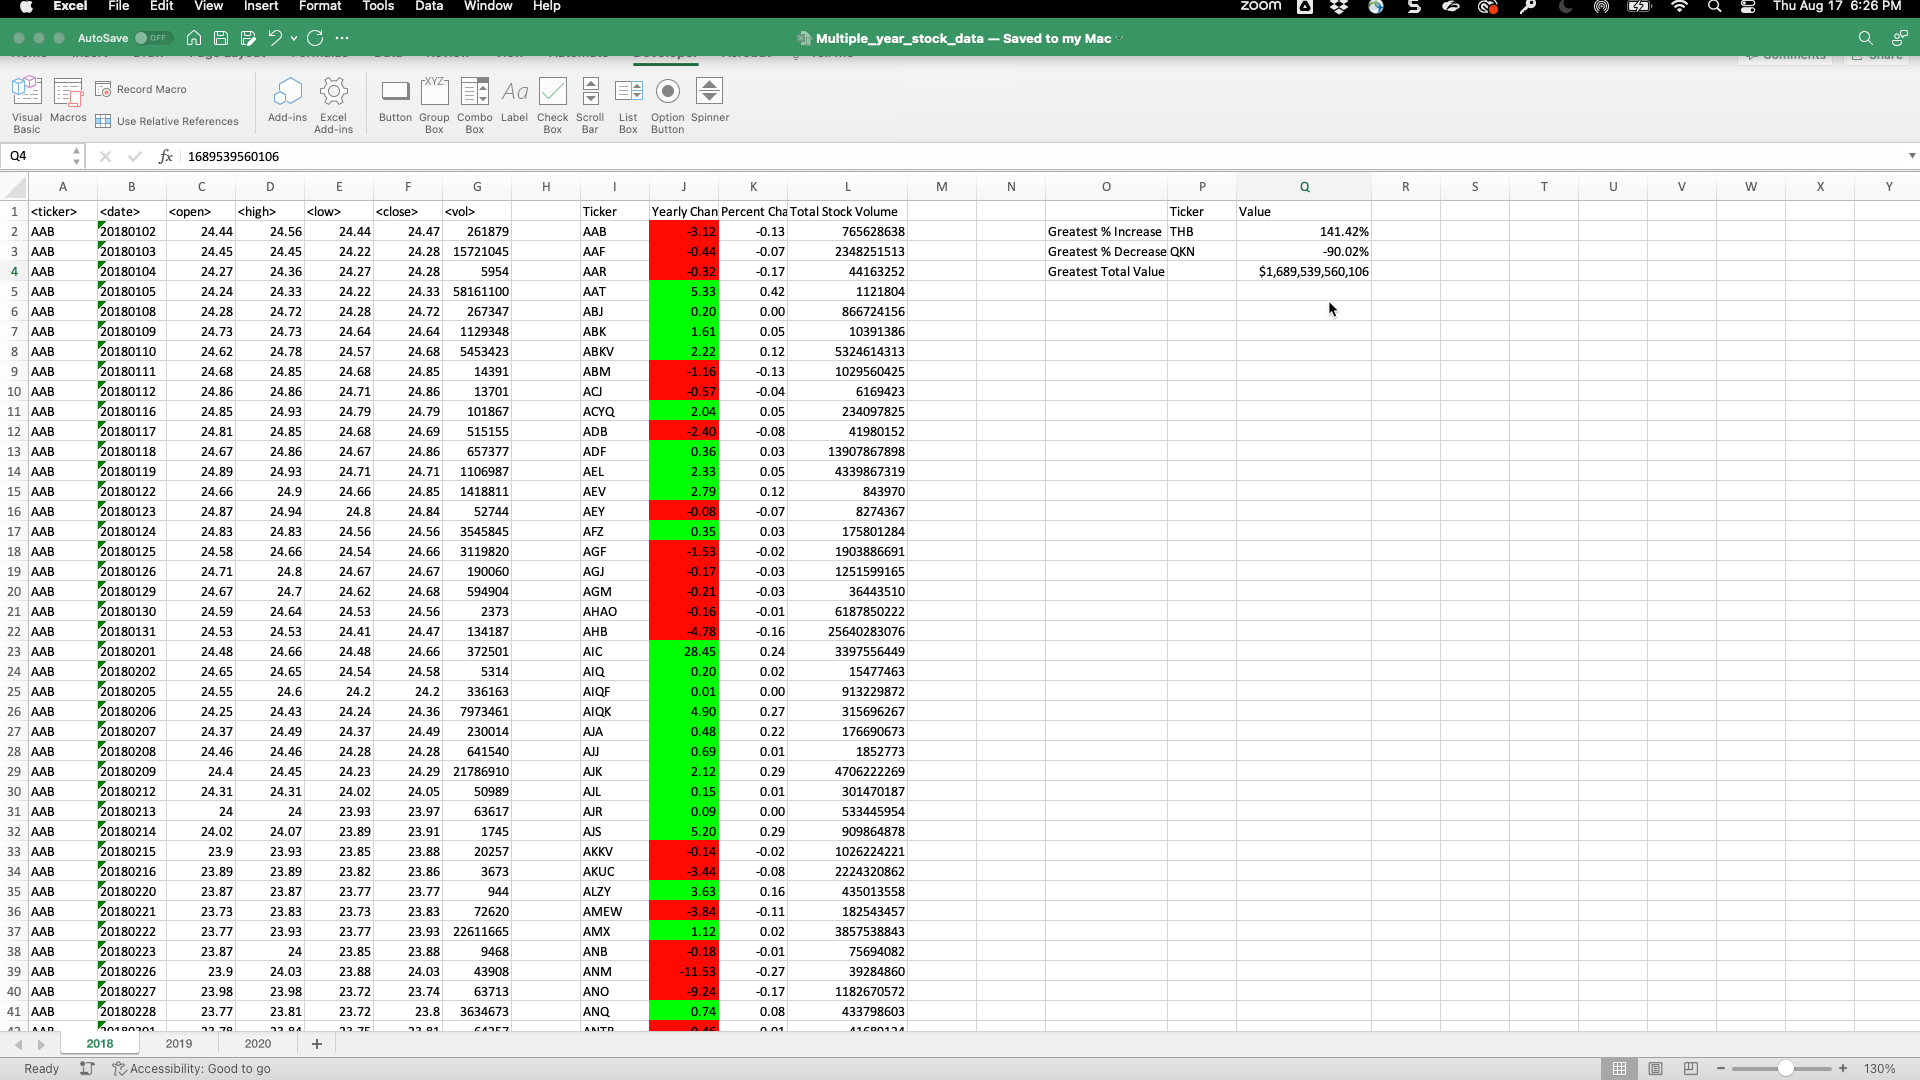 Excel File Edit View Insert Format Tools Data Window Help zoom Thu Aug 17 6:26 PM
AutoSave OFF Multiple_year_stock_data — Saved to my Mac
Comments Share
Record Macro
Use Relative References
Visual Basic Macros Add-ins Excel Add-ins Button Group Box Combo Box Label Check Box Scroll Bar List Box Option Button Spinner
Q4 fx 1689539560106
A B C D E F G H I J K L M N O P Q R S T U V W X Y
1 <ticker> <date> <open> <high> <low> <close> <vol> Ticker Yearly Chan Percent Cha Total Stock Volume Ticker Value
2 AAB 20180102 24.44 24.56 24.44 24.47 261879 AAB -3.12 -0.13 765628638 Greatest % Increase THB 141.42%
3 AAB 20180103 24.45 24.45 24.22 24.28 15721045 AAF -0.44 -0.07 2348251513 Greatest % Decrease QKN -90.02%
4 AAB 20180104 24.27 24.36 24.27 24.28 5954 AAR -0.32 -0.17 44163252 Greatest Total Value $1,689,539,560,106
5 AAB 20180105 24.24 24.33 24.22 24.33 58161100 AAT 5.33 0.42 1121804
6 AAB 20180108 24.28 24.72 24.28 24.72 267347 ABJ 0.20 0.00 866724156
7 AAB 20180109 24.73 24.73 24.64 24.64 1129348 ABK 1.61 0.05 10391386
8 AAB 20180110 24.62 24.78 24.57 24.68 5453423 ABKV 2.22 0.12 5324614313
9 AAB 20180111 24.68 24.85 24.68 24.85 14391 ABM -1.16 -0.13 1029560425
10 AAB 20180112 24.86 24.86 24.71 24.86 13701 ACJ -0.57 -0.04 6169423
11 AAB 20180116 24.85 24.93 24.79 24.79 101867 ACYQ 2.04 0.05 234097825
12 AAB 20180117 24.81 24.85 24.68 24.69 515155 ADB -2.40 -0.08 41980152
13 AAB 20180118 24.67 24.86 24.67 24.86 657377 ADF 0.36 0.03 13907867898
14 AAB 20180119 24.89 24.93 24.71 24.71 1106987 AEL 2.33 0.05 4339867319
15 AAB 20180122 24.66 24.9 24.66 24.85 1418811 AEV 2.79 0.12 843970
16 AAB 20180123 24.87 24.94 24.8 24.84 52744 AEY -0.08 -0.07 8274367
17 AAB 20180124 24.83 24.83 24.56 24.56 3545845 AFZ 0.35 0.03 175801284
18 AAB 20180125 24.58 24.66 24.54 24.66 3119820 AGF -1.53 -0.02 1903886691
19 AAB 20180126 24.71 24.8 24.67 24.67 190060 AGJ -0.17 -0.03 1251599165
20 AAB 20180129 24.67 24.7 24.62 24.68 594904 AGM -0.21 -0.03 36443510
21 AAB 20180130 24.59 24.64 24.53 24.56 2373 AHAO -0.16 -0.01 6187850222
22 AAB 20180131 24.53 24.53 24.41 24.47 134187 AHB -4.78 -0.16 25640283076
23 AAB 20180201 24.48 24.66 24.48 24.66 372501 AIC 28.45 0.24 3397556449
24 AAB 20180202 24.65 24.65 24.54 24.58 5314 AIQ 0.20 0.02 15477463
25 AAB 20180205 24.55 24.6 24.2 24.2 336163 AIQF 0.01 0.00 913229872
26 AAB 20180206 24.25 24.43 24.24 24.36 7973461 AIQK 4.90 0.27 315696267
27 AAB 20180207 24.37 24.49 24.37 24.49 230014 AJA 0.48 0.22 176690673
28 AAB 20180208 24.46 24.46 24.28 24.28 641540 AJJ 0.69 0.01 1852773
29 AAB 20180209 24.4 24.45 24.23 24.29 21786910 AJK 2.12 0.29 4706222269
30 AAB 20180212 24.31 24.31 24.02 24.05 50989 AJL 0.15 0.01 301470187
31 AAB 20180213 24 24 23.93 23.97 63617 AJR 0.09 0.00 533445954
32 AAB 20180214 24.02 24.07 23.89 23.91 1745 AJS 5.20 0.29 909864878
33 AAB 20180215 23.9 23.93 23.85 23.88 20257 AKKV -0.14 -0.02 1026224221
34 AAB 20180216 23.89 23.89 23.82 23.86 3673 AKUC -3.44 -0.08 2224320862
35 AAB 20180220 23.87 23.87 23.77 23.77 944 ALZY 3.63 0.16 435013558
36 AAB 20180221 23.73 23.83 23.73 23.83 72620 AMEW -3.84 -0.11 182543457
37 AAB 20180222 23.77 23.93 23.77 23.93 22611665 AMX 1.12 0.02 3857538843
38 AAB 20180223 23.87 24 23.85 23.88 9468 ANB -0.18 -0.01 75694082
39 AAB 20180226 23.9 24.03 23.88 24.03 43908 ANM -11.53 -0.27 39284860
40 AAB 20180227 23.98 23.98 23.72 23.74 63713 ANO -9.24 -0.17 1182670572
41 AAB 20180228 23.77 23.81 23.72 23.8 3634673 ANQ 0.74 0.08 433798603
2018 2019 2020
Ready Accessibility: Good to go 130%